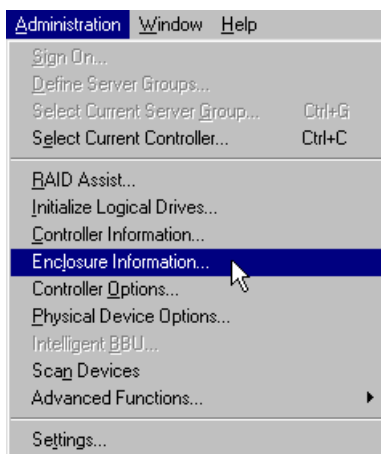 Administration Window Help
Sign On...
Define Server Groups...
Select Current Server Group... Ctrl+G
Select Current Controller... Ctrl+C
RAID Assist...
Initialize Logical Drives...
Controller Information...
Enclosure Information...
Controller Options...
Physical Device Options...
Intelligent BBU...
Scan Devices
Advanced Functions...
Settings...